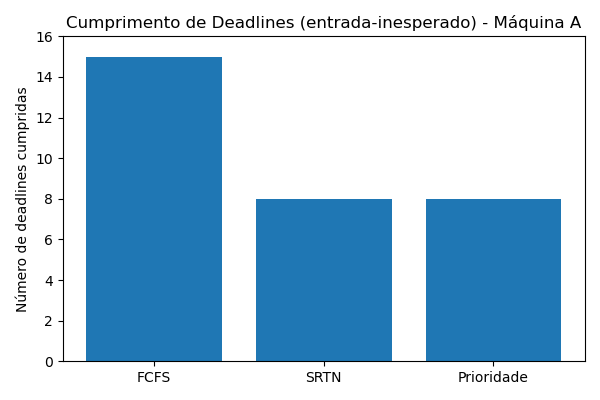 Cumprimento de Deadlines (entrada-inesperado) - Máquina A
Número de deadlines cumpridas
16
14
12
10
8
6
4
2
0
FCFS
SRTN
Prioridade